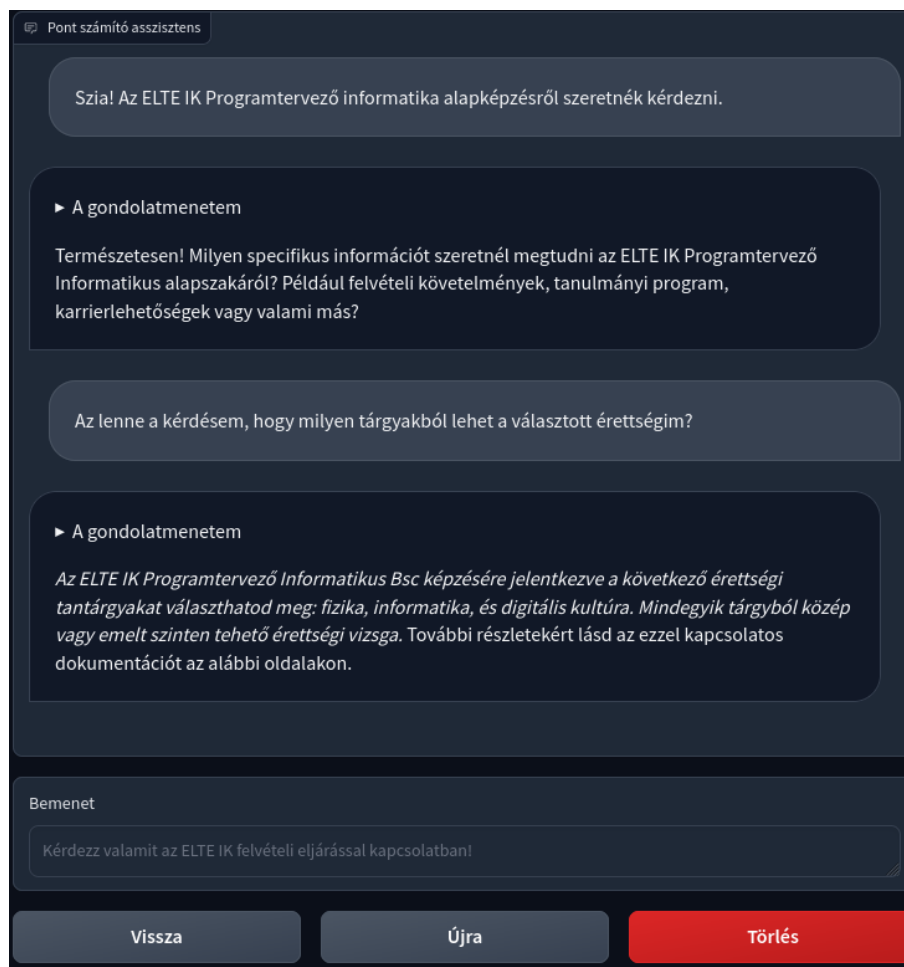 Pont számító asszisztens
Szia! Az ELTE IK Programtervező informatika alapképzésről szeretnék kérdezni.
A gondolatmenetem
Természetesen! Milyen specifikus információt szeretnél megtudni az ELTE IK Programtervező
Informatikus alapszakáról? Például felvételi követelmények, tanulmányi program,
karrierlehetőségek vagy valami más?
Az lenne a kérdésem, hogy milyen tárgyakból lehet a választott érettségim?
A gondolatmenetem
Az ELTE IK Programtervező Informatikus Bsc képzésére jelentkezve a következő érettségi
tantárgyakat választhatod meg: fizika, informatika, és digitális kultúra. Mindegyik tárgyból közép
vagy emelt szinten tehető érettségi vizsga. További részletekért lásd az ezzel kapcsolatos
dokumentációt az alábbi oldalakon.
Bemenet
Kérdezz valamit az ELTE IK felvételi eljárással kapcsolatban!
Vissza
Újra
Törlés